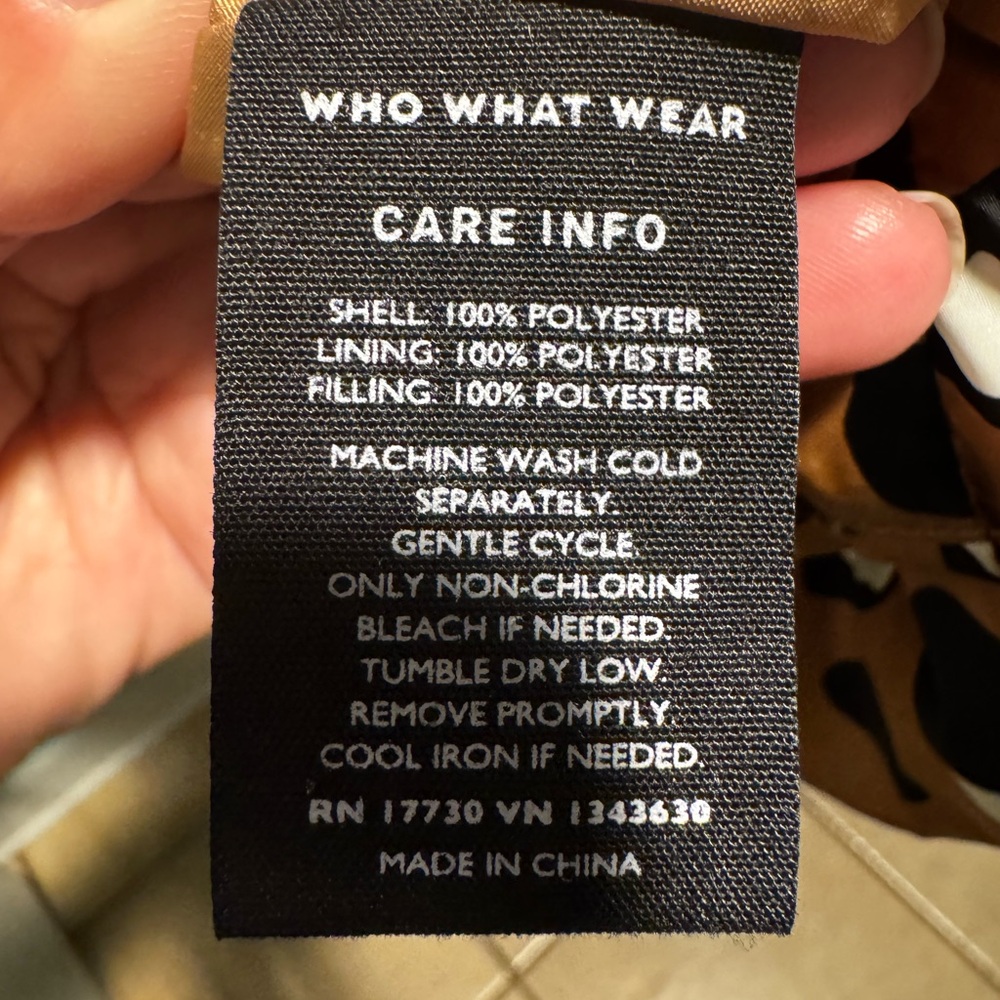 WHO WHAT WEAR
CARE INFO
SHELL: 100% POLYESTER
LINING: 100% POLYESTER
FILLING: 100% POLYESTER
MACHINE WASH COLD
SEPARATELY.
GENTLE CYCLE.
ONLY NON-CHLORINE
BLEACH IF NEEDED.
TUMBLE DRY LOW.
REMOVE PROMPTLY.
COOL IRON IF NEEDED.
RN 17730 VN 1343630
MADE IN CHINA